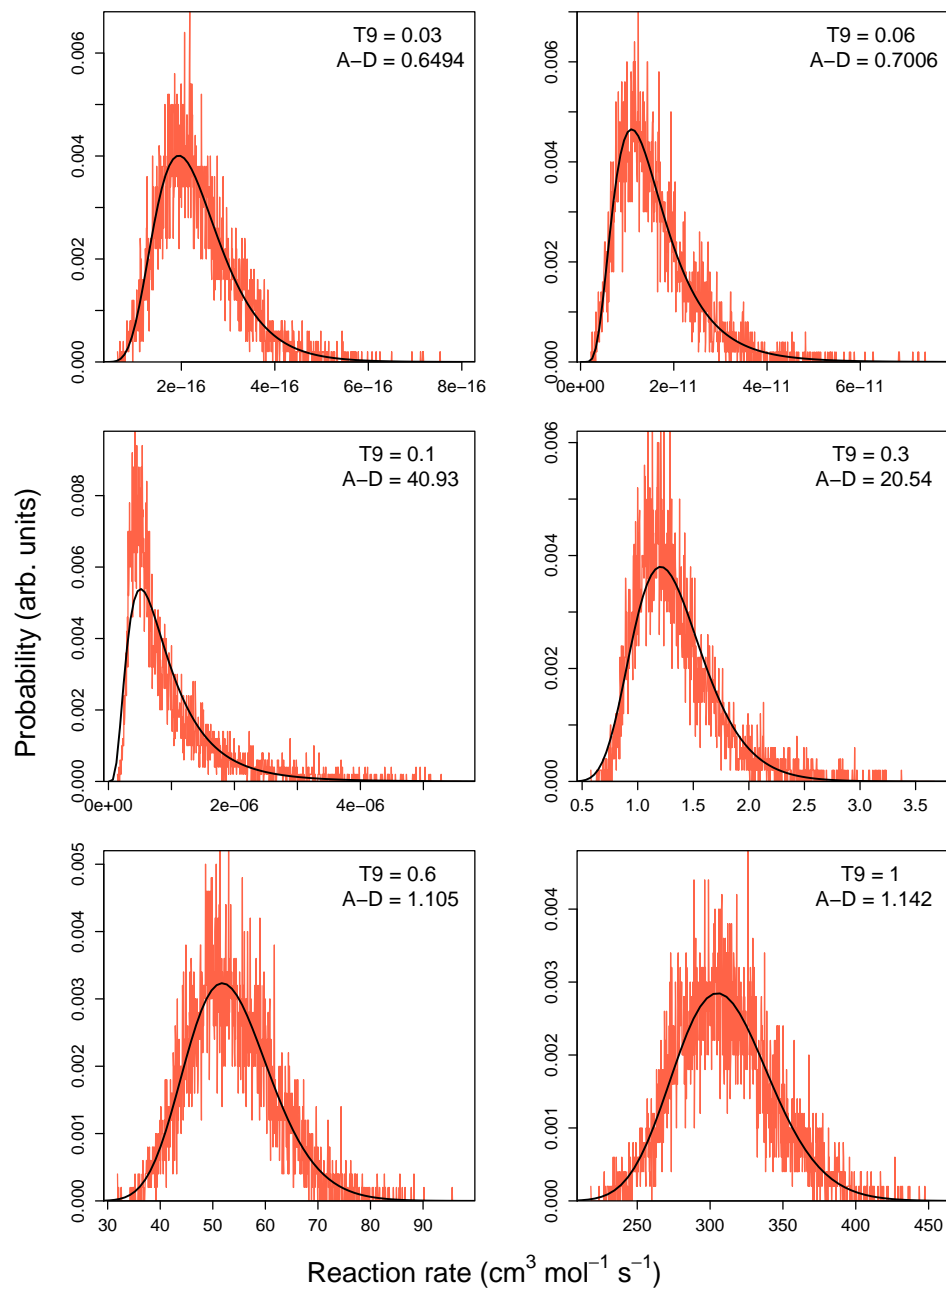 T9 = 0.03
A−D = 0.6494
0.000 0.002 0.004 0.006
2e−16 4e−16 6e−16 8e−16
T9 = 0.06
A−D = 0.7006
0.000 0.002 0.004 0.006
0e+00 2e−11 4e−11 6e−11
T9 = 0.1
A−D = 40.93
0.000 0.002 0.004 0.006 0.008
0e+00 2e−06 4e−06
T9 = 0.3
A−D = 20.54
0.000 0.002 0.004 0.006
0.5 1.0 1.5 2.0 2.5 3.0 3.5
T9 = 0.6
A−D = 1.105
0.000 0.001 0.002 0.003 0.004 0.005
30 40 50 60 70 80 90
T9 = 1
A−D = 1.142
0.000 0.001 0.002 0.003 0.004
250 300 350 400 450
Probability (arb. units)
Reaction rate (cm³ mol⁻¹ s⁻¹)